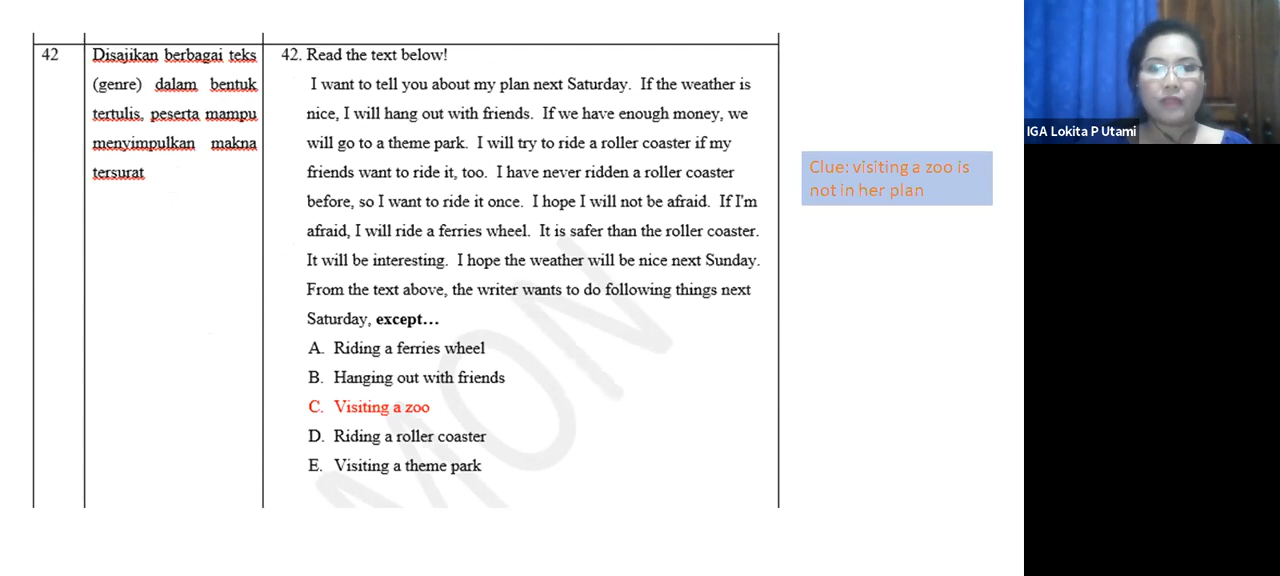 42
Disajikan berbagai teks
(genre) dalam bentuk
tertulis, peserta mampu
menyimpulkan makna
tersurat
42. Read the text below!
I want to tell you about my plan next Saturday. If the weather is
nice, I will hang out with friends. If we have enough money, we
will go to a theme park. I will try to ride a roller coaster if my
friends want to ride it, too. I have never ridden a roller coaster
before, so I want to ride it once. I hope I will not be afraid. If I'm
afraid, I will ride a ferries wheel. It is safer than the roller coaster.
It will be interesting. I hope the weather will be nice next Sunday.
From the text above, the writer wants to do following things next
Saturday, except…
A. Riding a ferries wheel
B. Hanging out with friends
C. Visiting a zoo
D. Riding a roller coaster
E. Visiting a theme park
MON
Clue: visiting a zoo is
not in her plan
IGA Lokita P Utami